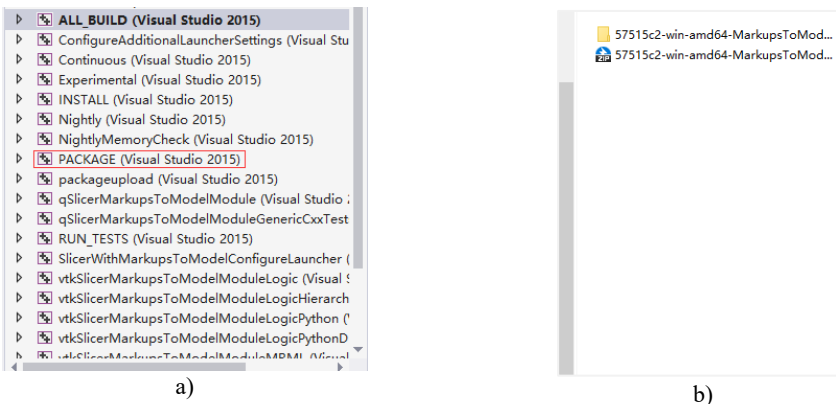 ALL_BUILD (Visual Studio 2015)
ConfigureAdditionalLauncherSettings (Visual Stu
Continuous (Visual Studio 2015)
Experimental (Visual Studio 2015)
INSTALL (Visual Studio 2015)
Nightly (Visual Studio 2015)
NightlyMemoryCheck (Visual Studio 2015)
PACKAGE (Visual Studio 2015)
packageupload (Visual Studio 2015)
qSlicerMarkupsToModelModule (Visual Studio
qSlicerMarkupsToModelModuleGenericCxxTest
RUN_TESTS (Visual Studio 2015)
SlicerWithMarkupsToModelConfigureLauncher (
vtkSlicerMarkupsToModelModuleLogic (Visual
vtkSlicerMarkupsToModelModuleLogicHierarch
vtkSlicerMarkupsToModelModuleLogicPython (
vtkSlicerMarkupsToModelModuleLogicPythonD
vtkSlicerMarkupsToModelModuleMRML (Visual
a)
57515c2-win-amd64-MarkupsToMod...
57515c2-win-amd64-MarkupsToMod...
ZIP
b)